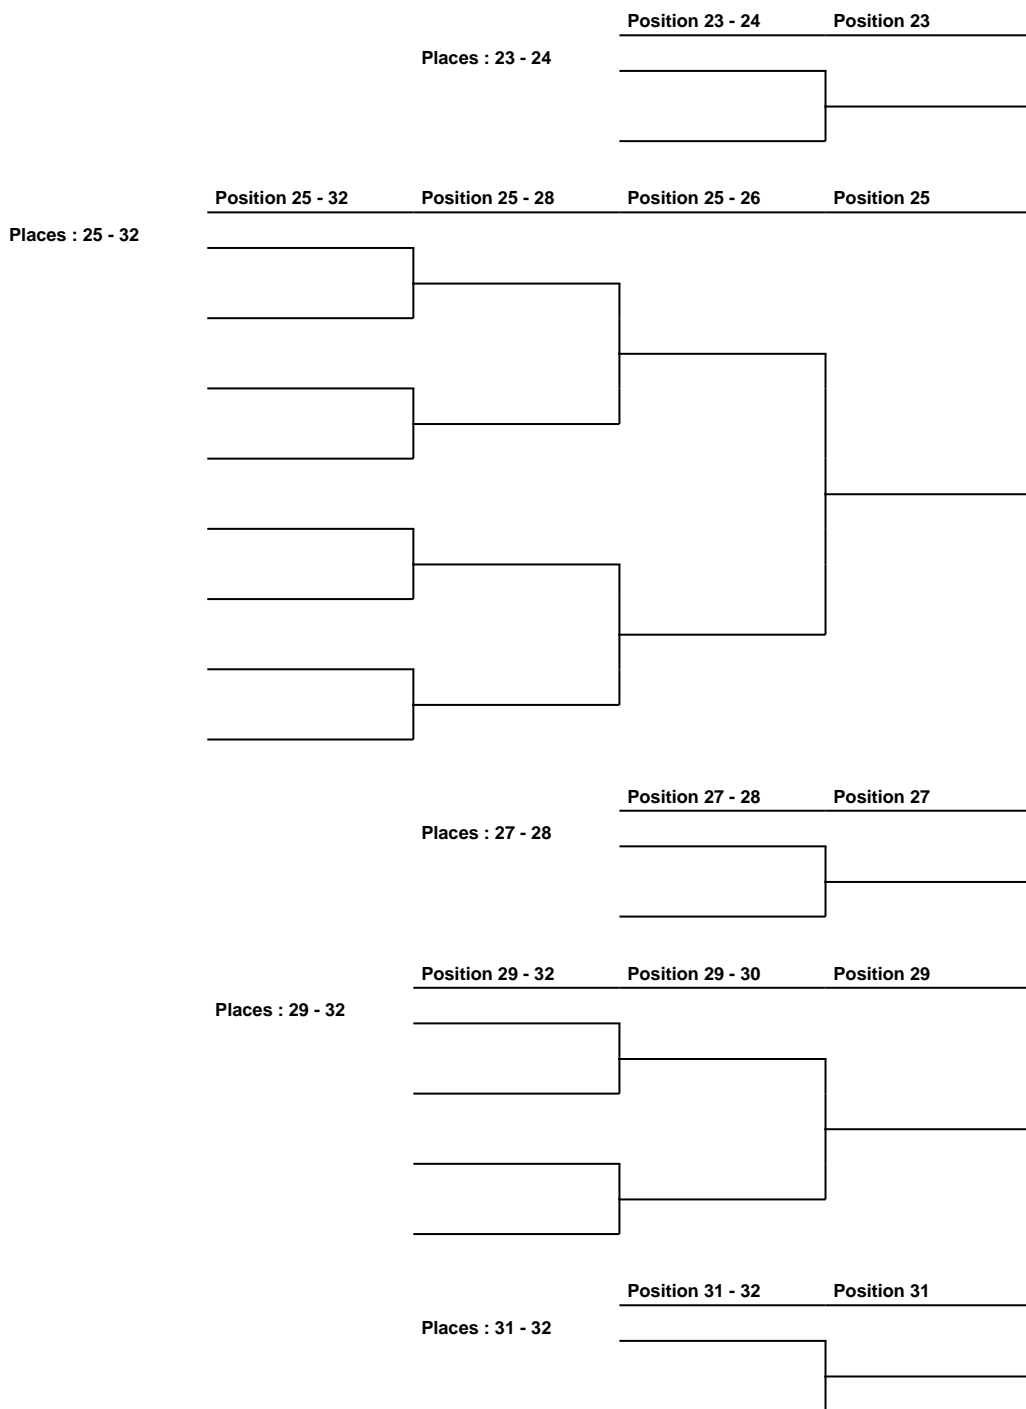 Position 23 - 24 Position 23
Places : 23 - 24
Position 25 - 32 Position 25 - 28 Position 25 - 26 Position 25
Places : 25 - 32
Position 27 - 28 Position 27
Places : 27 - 28
Position 29 - 32 Position 29 - 30 Position 29
Places : 29 - 32
Position 31 - 32 Position 31
Places : 31 - 32